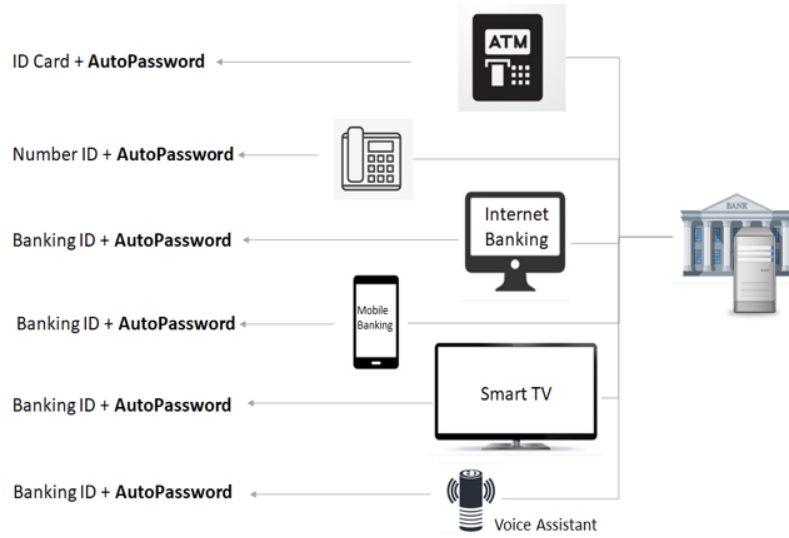 ATM
ID Card + AutoPassword
Number ID + AutoPassword
Internet
Banking
BANK
Banking ID + AutoPassword
Mobile
Banking
Banking ID + AutoPassword
Smart TV
Banking ID + AutoPassword
Banking ID + AutoPassword
Voice Assistant